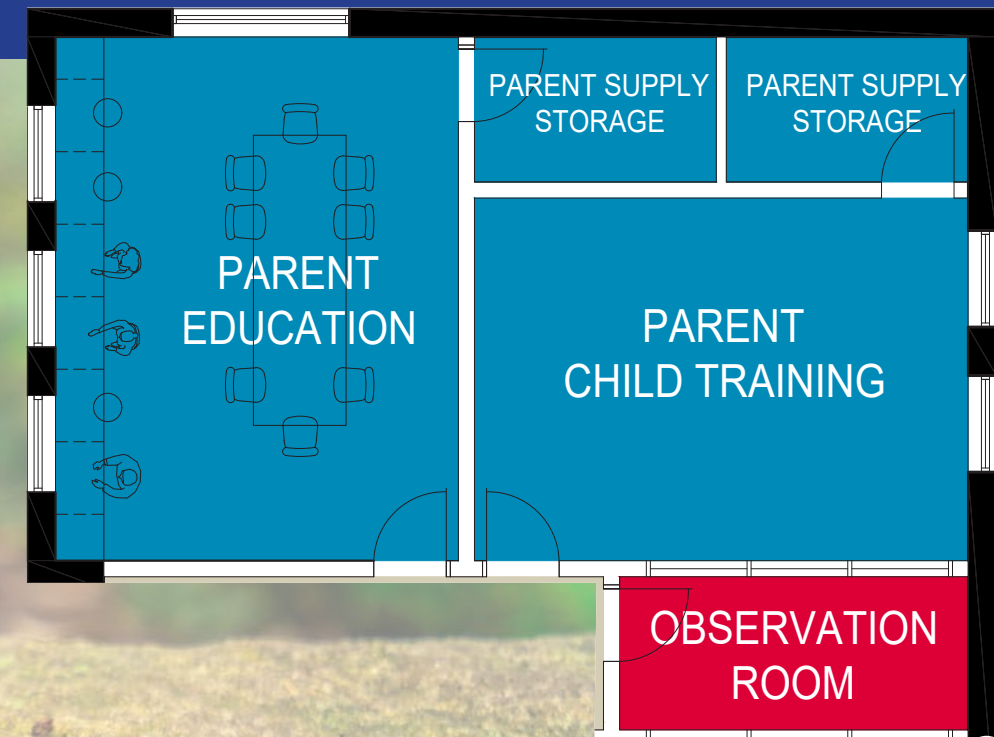 PARENT SUPPLY
STORAGE
PARENT SUPPLY
STORAGE
PARENT
EDUCATION
PARENT
CHILD TRAINING
OBSERVATION
ROOM